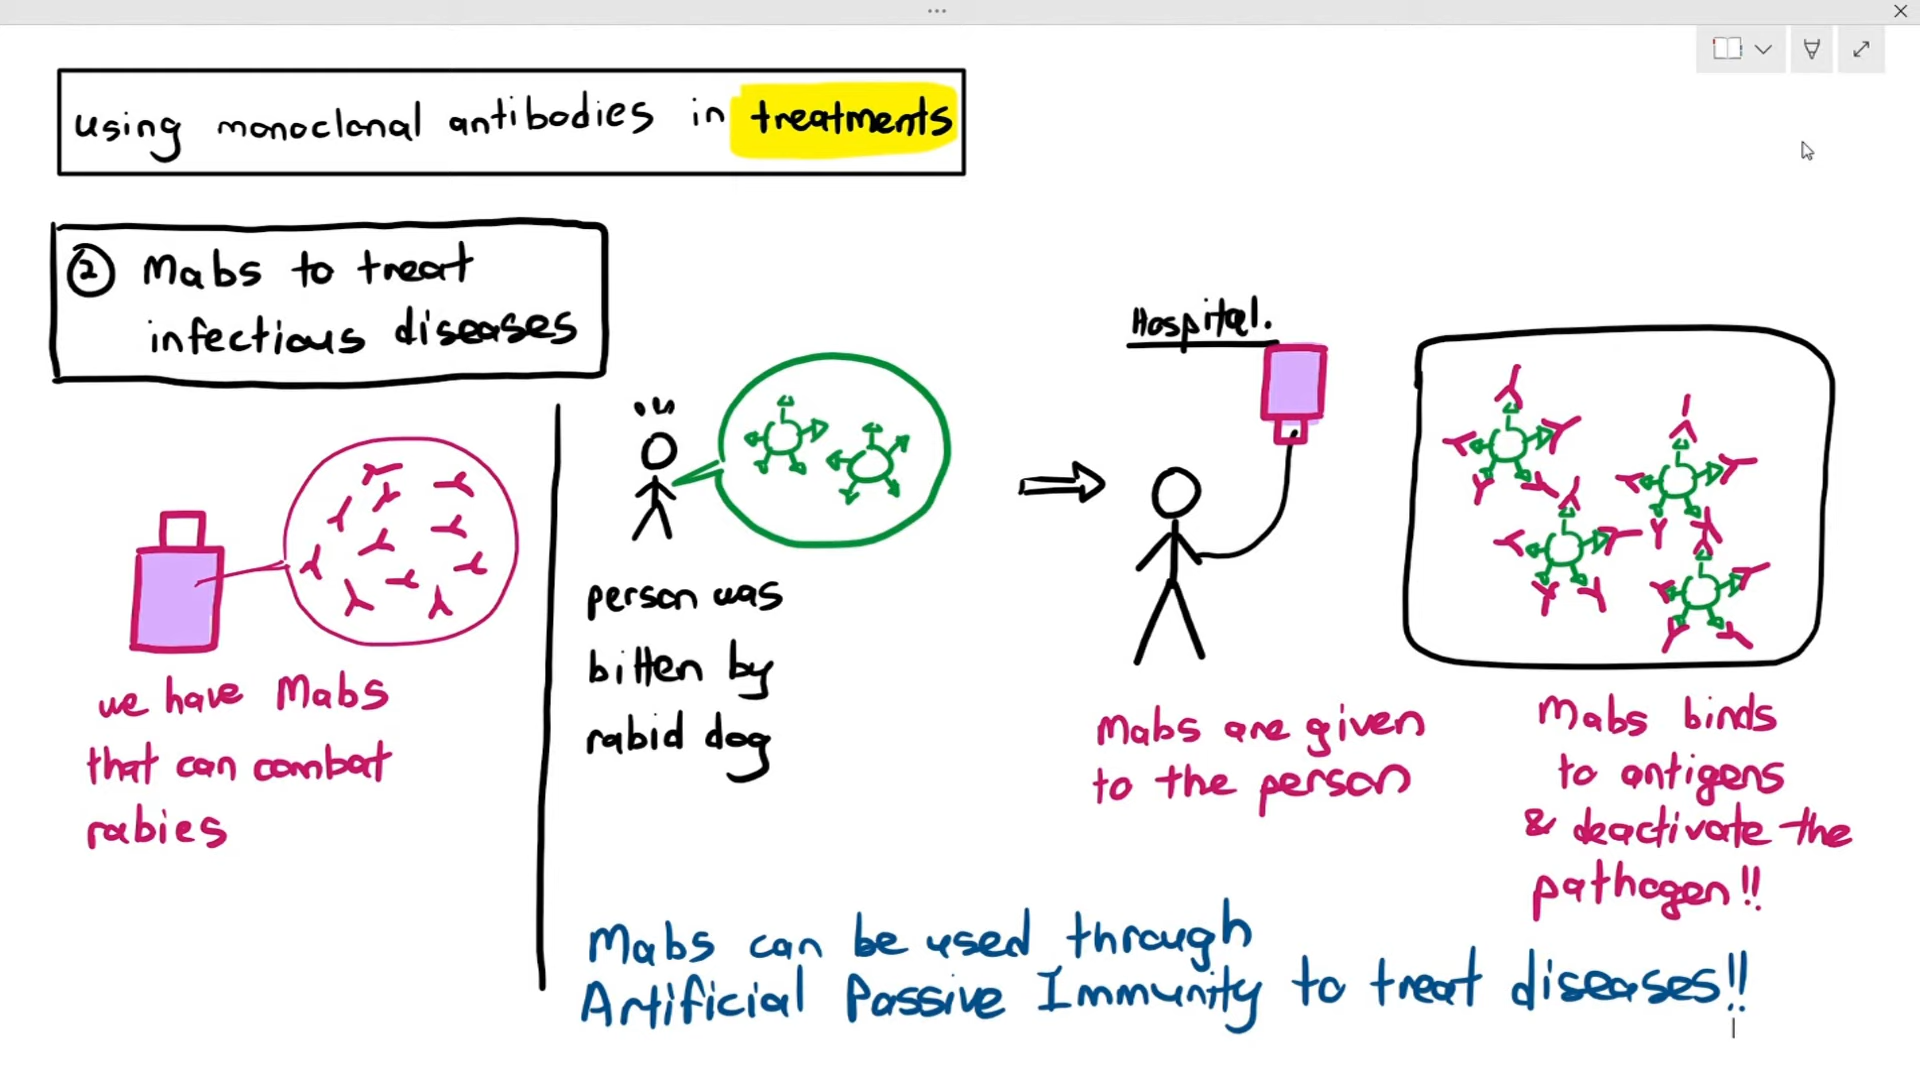 using monoclonal antibodies in treatments
② Mabs to treat
infectious diseases
we have Mabs
that can combat
rabies
person was
bitten by
rabid dog
Hospital.
Mabs are given
to the person
Mabs binds
to antigens
& deactivate the
pathogen!!
Mabs can be used through
Artificial Passive Immunity to treat diseases!!